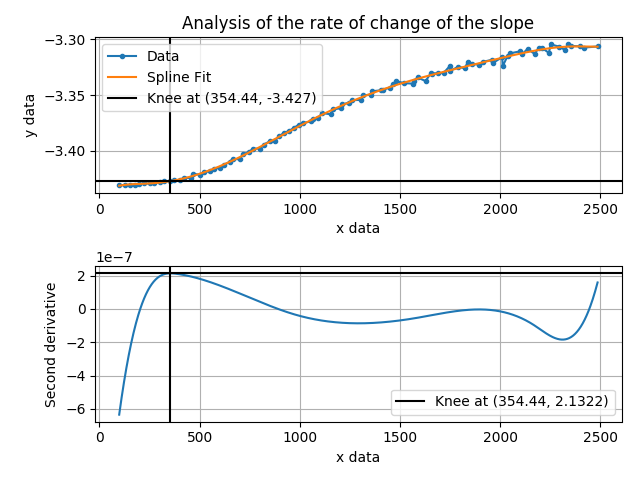 Analysis of the rate of change of the slope
y data
−3.30
−3.35
−3.40
Data
Spline Fit
Knee at (354.44, -3.427)
0 500 1000 1500 2000 2500
x data
1e−7
Second derivative
2
0
−2
−4
−6
Knee at (354.44, 2.1322)
0 500 1000 1500 2000 2500
x data